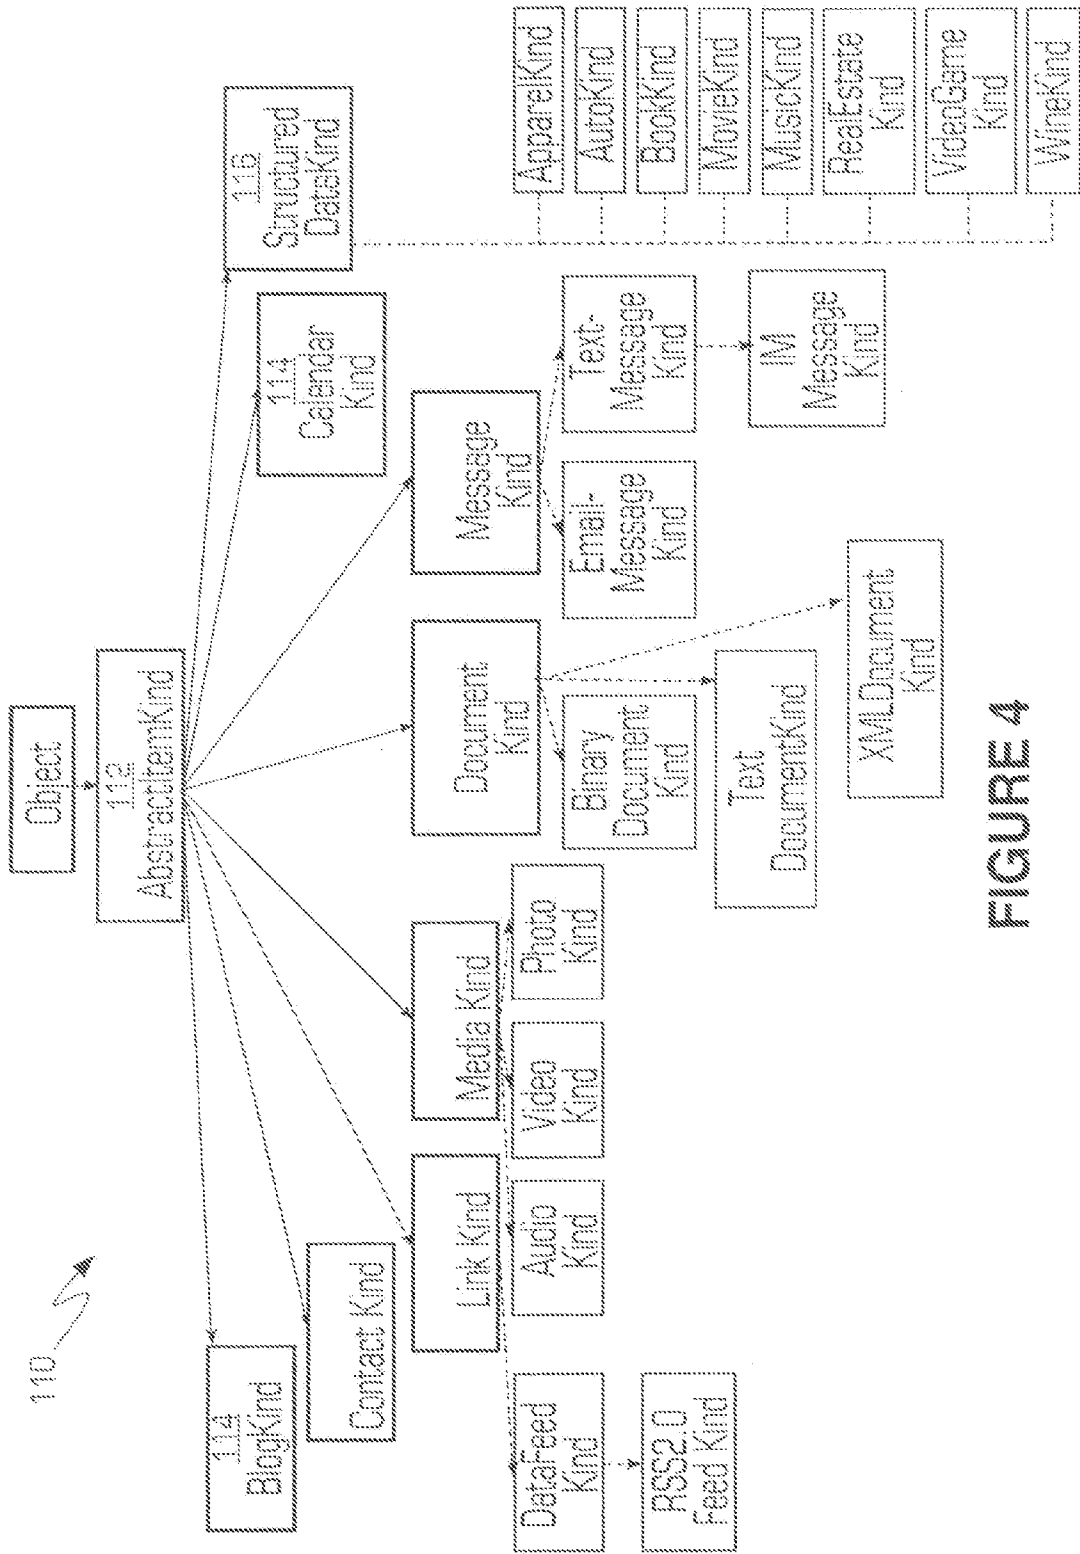 110
Object
112
AbstractItemKind
114
BlogKind
Contact Kind
Link Kind
Media Kind
Document
Kind
Message
Kind
114
Calendar
Kind
116
Structured
DateKind
DataFeed
Kind
RSS2.0
Feed Kind
Audio
Kind
Video
Kind
Photo
Kind
Binary
Document
Kind
Text
DocumentKind
XMLDocument
Kind
Email-
Message
Kind
Text-
Message
Kind
IM
Message
Kind
ApparelKind
AutoKind
BookKind
MovieKind
MusicKind
RealEstate
Kind
VideoGame
Kind
WineKind
FIGURE 4